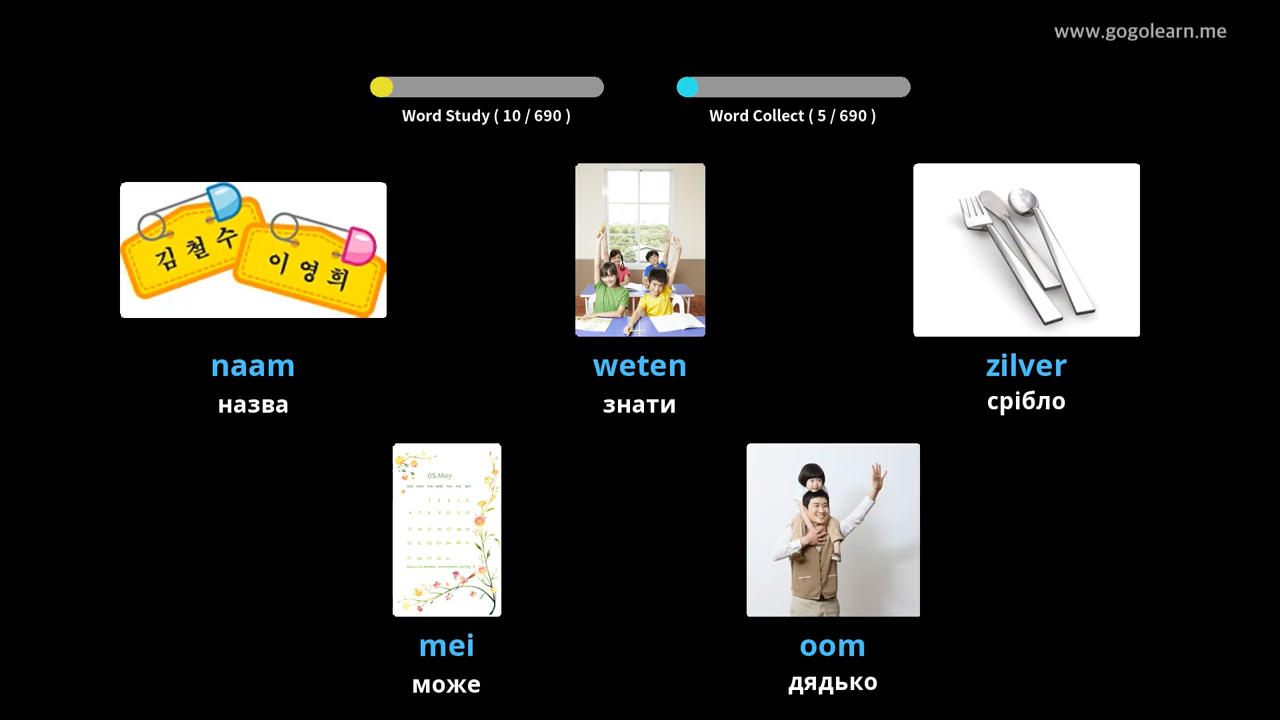 www.gogolearn.me
Word Study ( 10 / 690 )
Word Collect ( 5 / 690 )
김철수
이영희
naam
назва
weten
знати
zilver
срібло
05.May
mei
може
oom
дядько